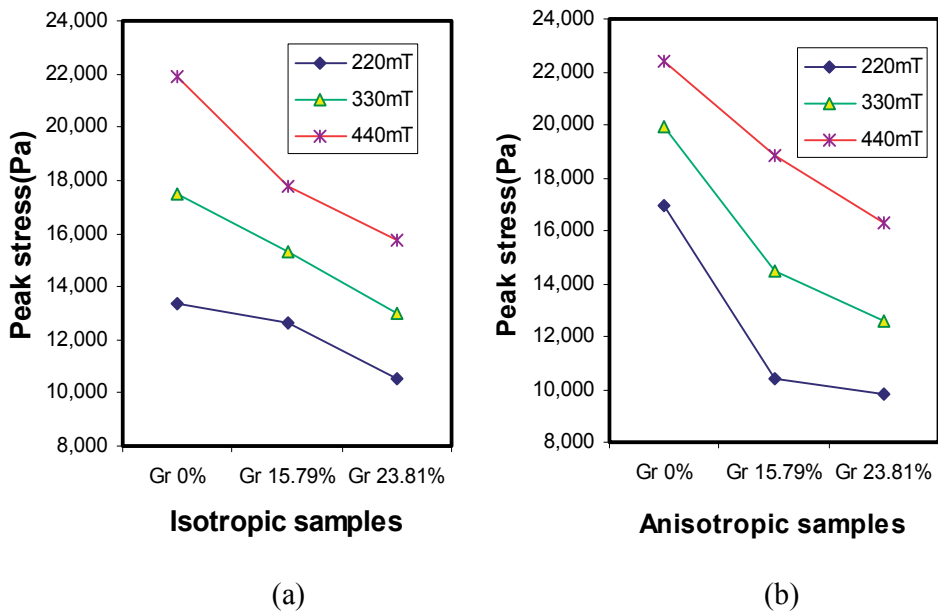 24,000
22,000
20,000
18,000
16,000
14,000
12,000
10,000
8,000
Peak stress(Pa)
220mT
330mT
440mT
Gr 0% Gr 15.79% Gr 23.81%
Isotropic samples
(a)
24,000
22,000
20,000
18,000
16,000
14,000
12,000
10,000
8,000
Peak stress(Pa)
220mT
330mT
440mT
Gr 0% Gr 15.79% Gr 23.81%
Anisotropic samples
(b)